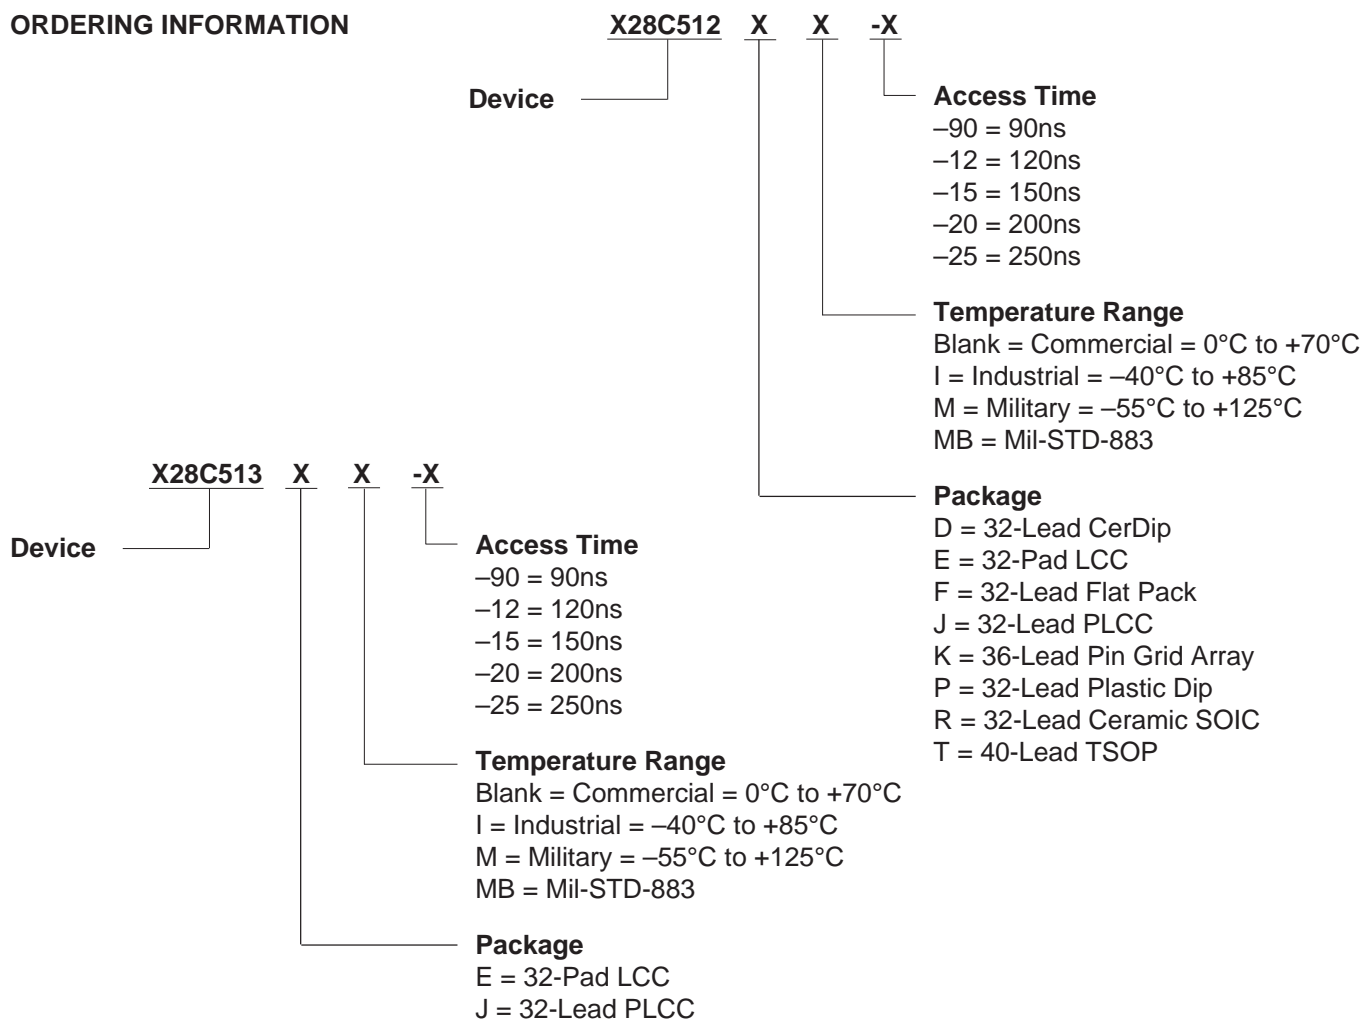 ORDERING INFORMATION
X28C512 X X -X
Device
Access Time
–90 = 90ns
–12 = 120ns
–15 = 150ns
–20 = 200ns
–25 = 250ns
Temperature Range
Blank = Commercial = 0°C to +70°C
I = Industrial = –40°C to +85°C
M = Military = –55°C to +125°C
MB = Mil-STD-883
Package
D = 32-Lead CerDip
E = 32-Pad LCC
F = 32-Lead Flat Pack
J = 32-Lead PLCC
K = 36-Lead Pin Grid Array
P = 32-Lead Plastic Dip
R = 32-Lead Ceramic SOIC
T = 40-Lead TSOP
X28C513 X X -X
Device
Access Time
–90 = 90ns
–12 = 120ns
–15 = 150ns
–20 = 200ns
–25 = 250ns
Temperature Range
Blank = Commercial = 0°C to +70°C
I = Industrial = –40°C to +85°C
M = Military = –55°C to +125°C
MB = Mil-STD-883
Package
E = 32-Pad LCC
J = 32-Lead PLCC